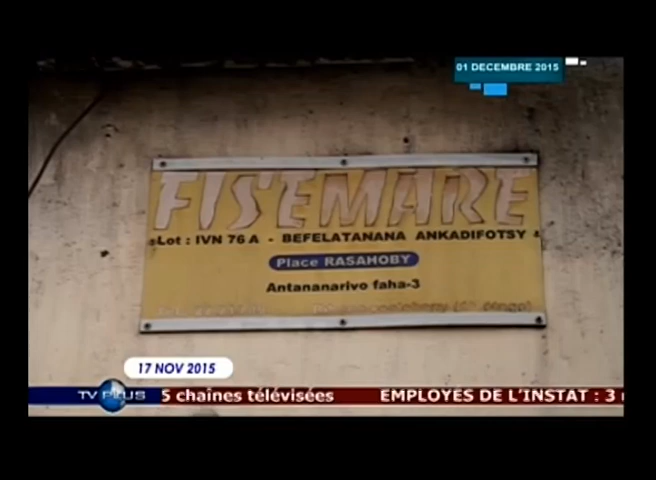 01 DECEMBRE 2015
FISEMARE
Lot : IVN 76 A - BEFELATANANA ANKADIFOTSY
Place RASAHOBY
Antananarivo faha-3
17 NOV 2015
TV PLUS 5 chaînes télévisées EMPLOYES DE L'INSTAT : 3